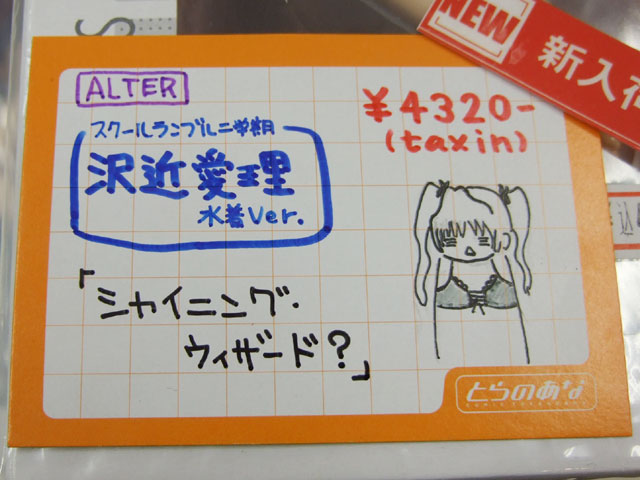 NEW
新入荷
ALTER
¥4320-
(taxin)
スクールランブル二学期
沢近愛理
水着Ver.
「シャイニング・
ウィザード?」
とらのあな